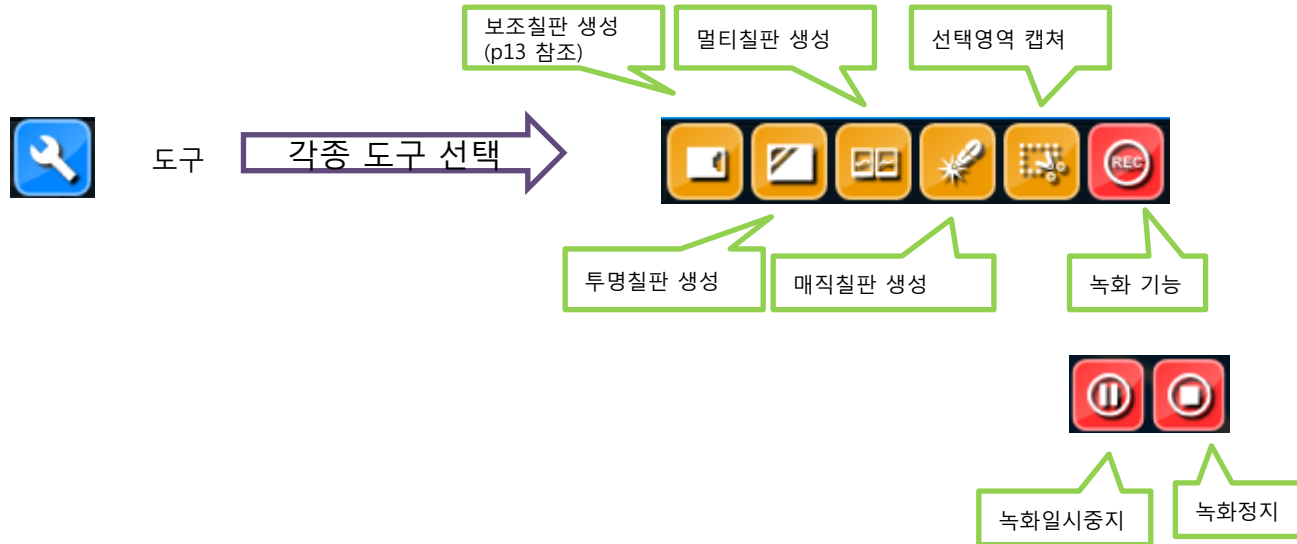 보조칠판 생성
(p13 참조)
멀티칠판 생성
선택영역 캡쳐
도구
각종 도구 선택
REC
투명칠판 생성
매직칠판 생성
녹화 기능
녹화일시중지
녹화정지